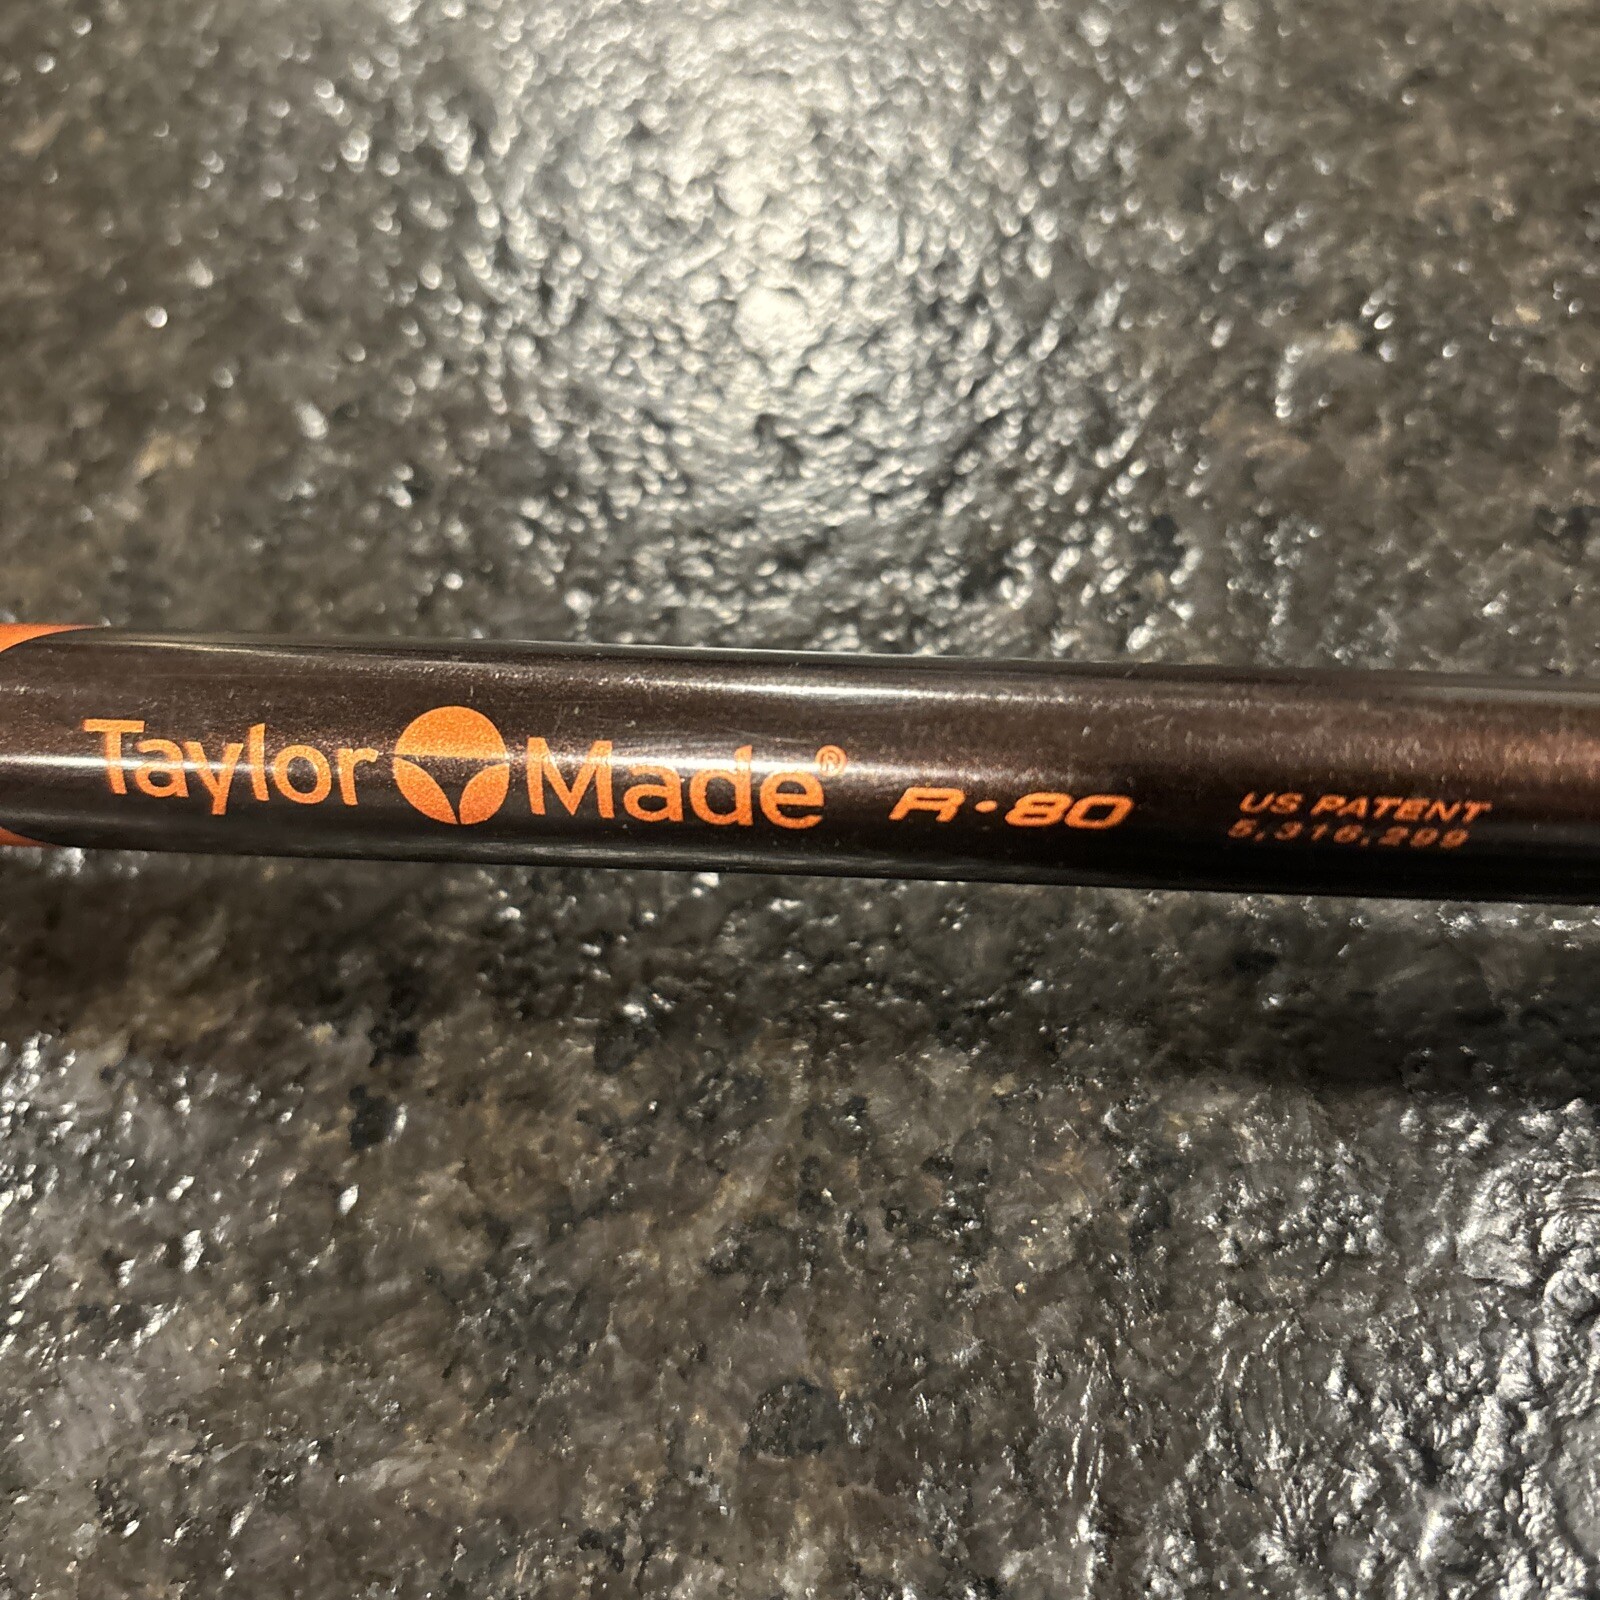 TaylorMade® R·80
US PATENT
5,316,299